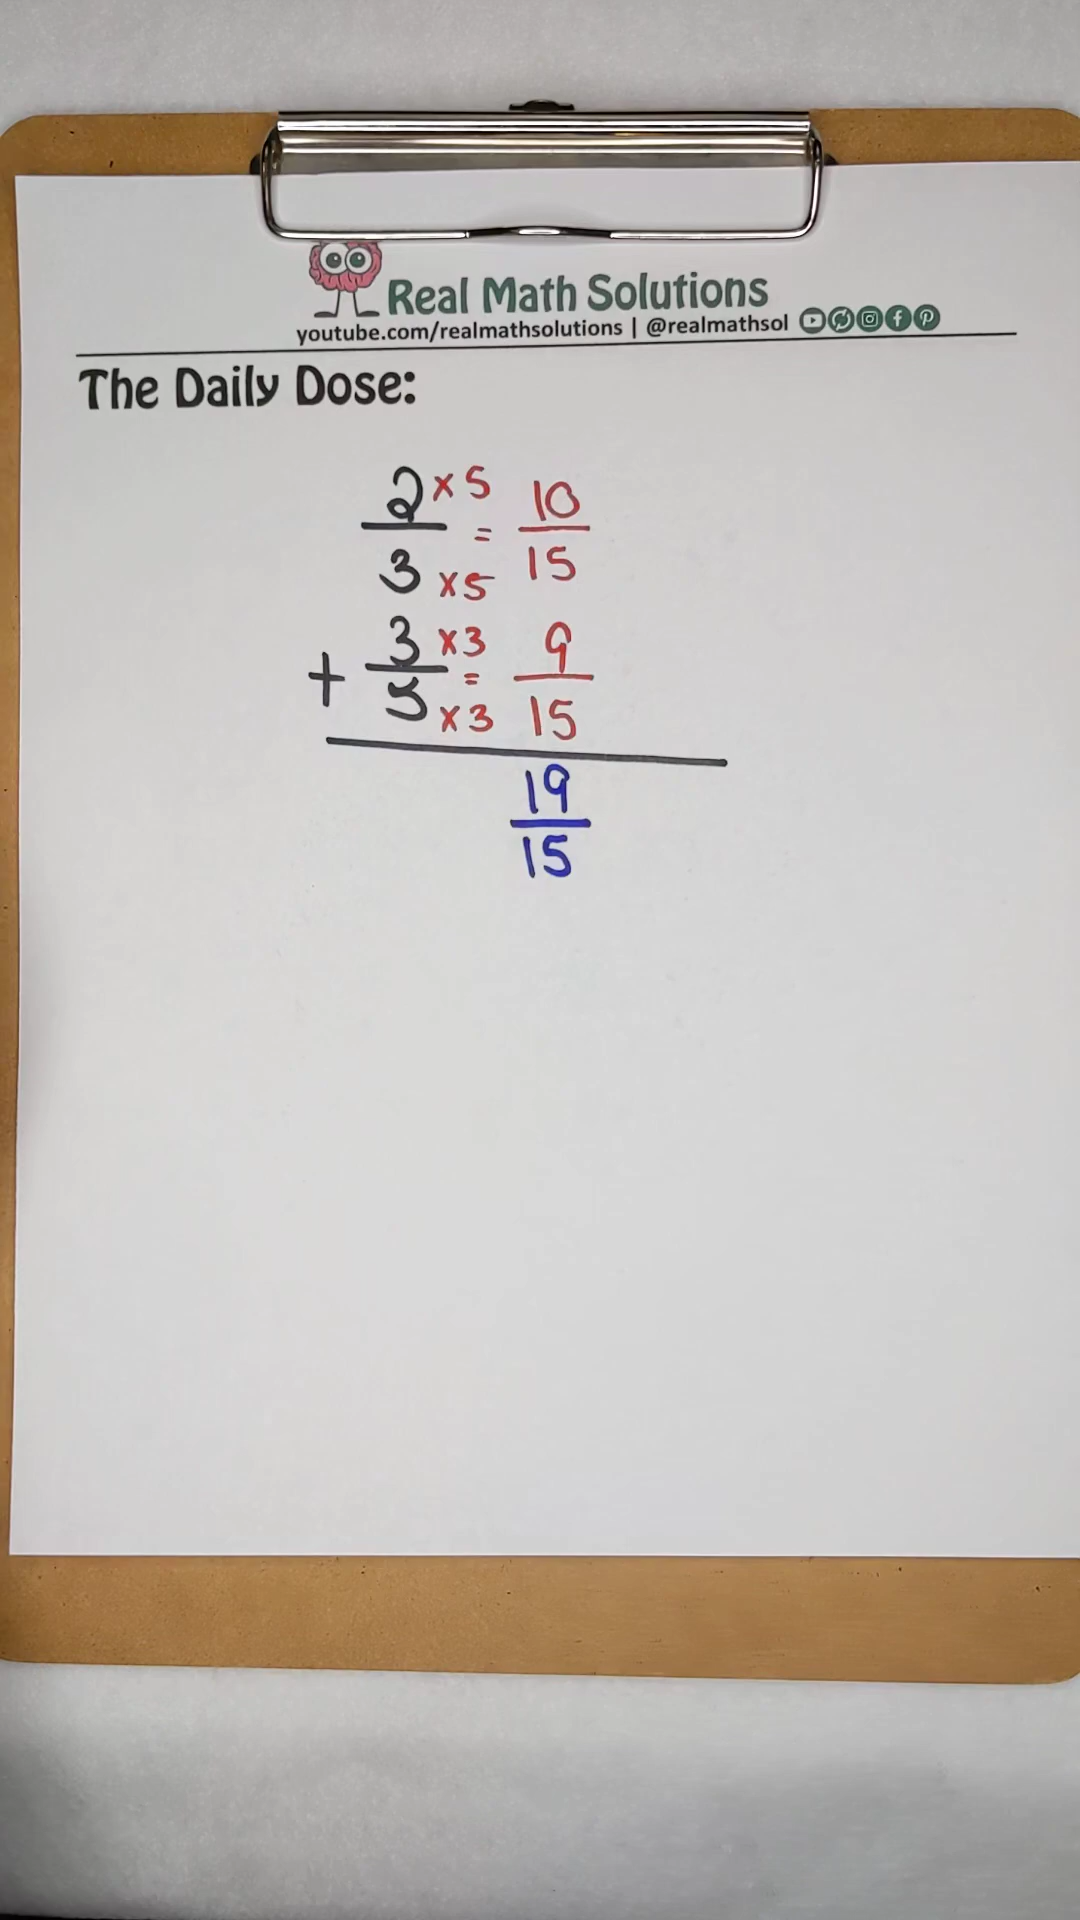 Real Math Solutions
youtube.com/realmathsolutions | @realmathsol
The Daily Dose:
2 × 5 = 10
3 × 5 15
+ 3 × 3 = 9
5 × 3 15
19
15